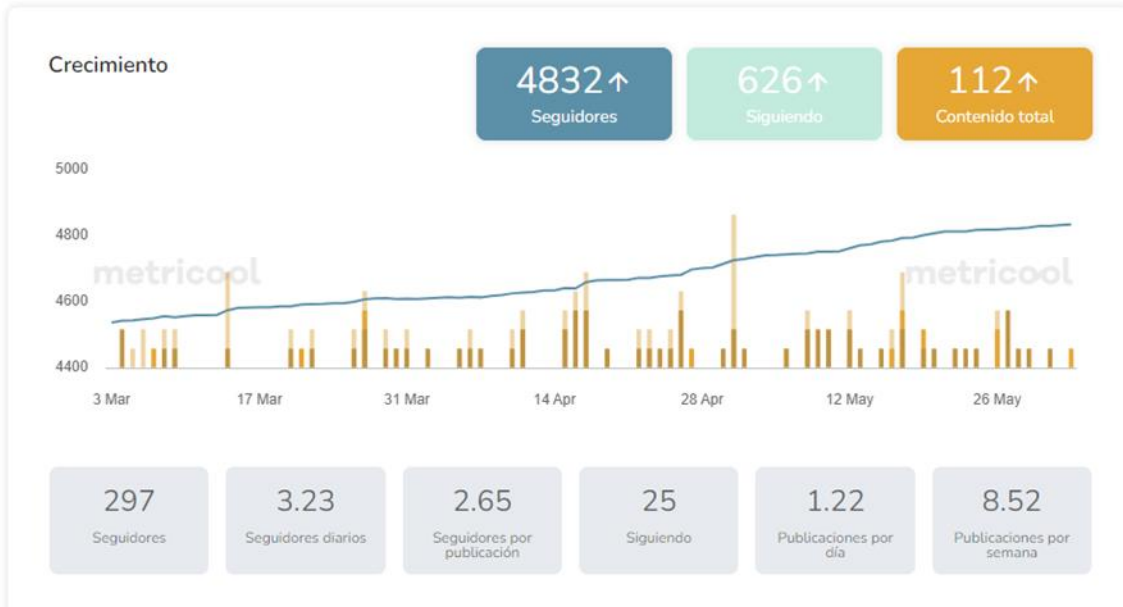 Crecimiento
4832↑
Seguidores
626↑
Siguiendo
112↑
Contenido total
5000
4800
4600
4400
metricool
metricool
3 Mar
17 Mar
31 Mar
14 Apr
28 Apr
12 May
26 May
297
Seguidores
3.23
Seguidores diarios
2.65
Seguidores por
publicación
25
Siguiendo
1.22
Publicaciones por
día
8.52
Publicaciones por
semana